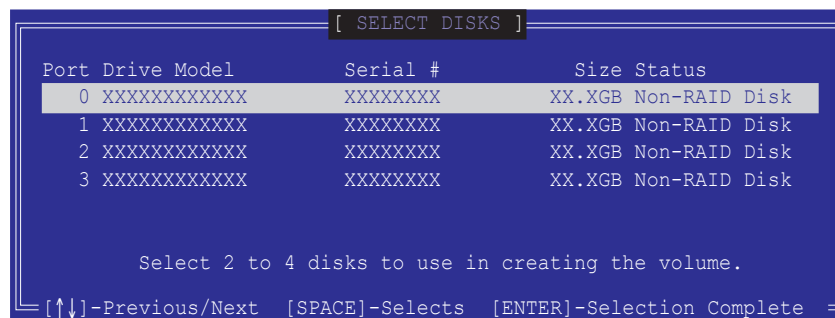 [ SELECT DISKS ]
Port Drive Model Serial # Size Status
0 XXXXXXXXXXXX XXXXXXXX XX.XGB Non-RAID Disk
1 XXXXXXXXXXXX XXXXXXXX XX.XGB Non-RAID Disk
2 XXXXXXXXXXXX XXXXXXXX XX.XGB Non-RAID Disk
3 XXXXXXXXXXXX XXXXXXXX XX.XGB Non-RAID Disk
Select 2 to 4 disks to use in creating the volume.
[↑↓]-Previous/Next [SPACE]-Selects [ENTER]-Selection Complete